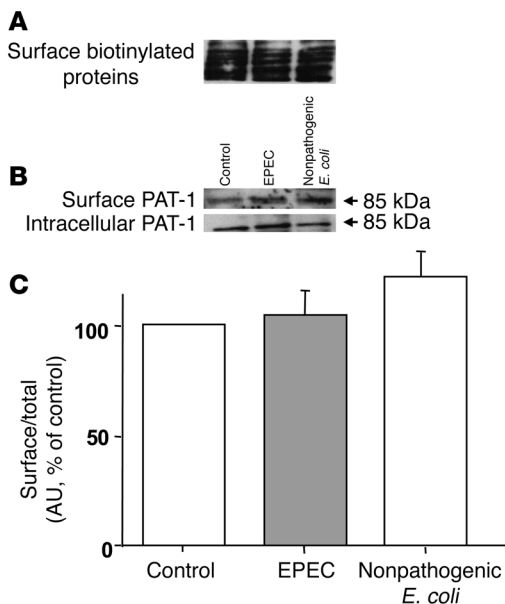 A
Surface biotinylated
proteins
Control
EPEC
Nonpathogenic
E. coli
B
Surface PAT-1
85 kDa
Intracellular PAT-1
85 kDa
C
Surface/total
(AU, % of control)
100
50
0
Control
EPEC
Nonpathogenic
E. coli